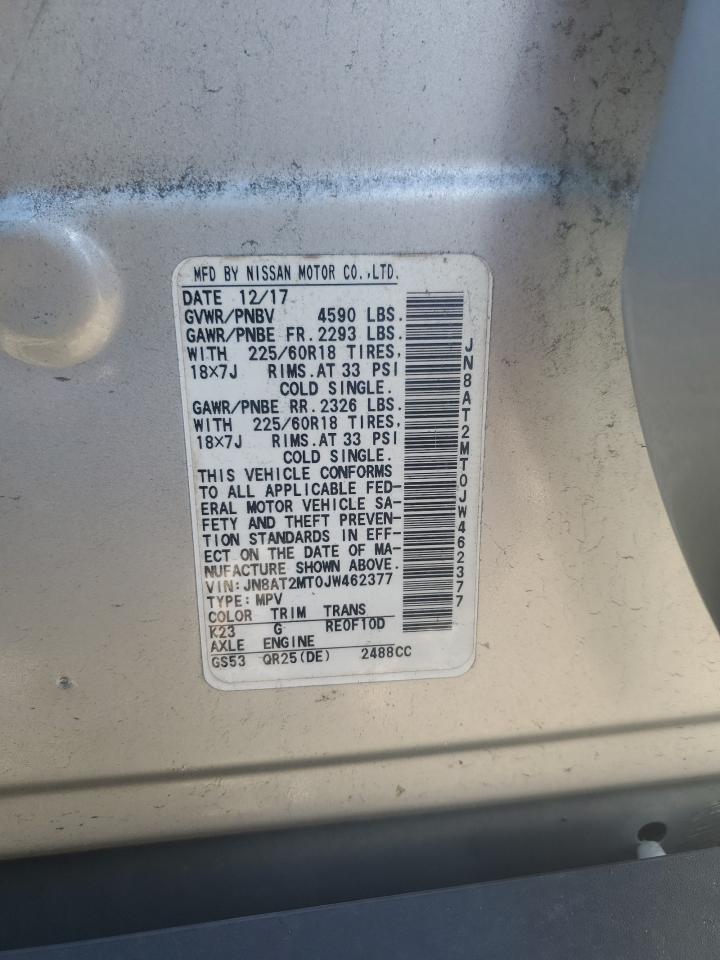 MFD BY NISSAN MOTOR CO.,LTD.
DATE 12/17
GVWR/PNBV 4590 LBS.
GAWR/PNBE FR. 2293 LBS.
WITH 225/60R18 TIRES,
18×7J RIMS.AT 33 PSI
COLD SINGLE.
GAWR/PNBE RR. 2326 LBS.
WITH 225/60R18 TIRES,
18×7J RIMS.AT 33 PSI
COLD SINGLE.
THIS VEHICLE CONFORMS
TO ALL APPLICABLE FED-
ERAL MOTOR VEHICLE SA-
FETY AND THEFT PREVEN-
TION STANDARDS IN EFF-
ECT ON THE DATE OF MA-
NUFACTURE SHOWN ABOVE.
VIN:JN8AT2MT0JW462377
TYPE:MPV
COLOR TRIM TRANS
K23 G RE0F10D
AXLE ENGINE
GS53 QR25(DE) 2488CC
JN8AT2MT0JW462377